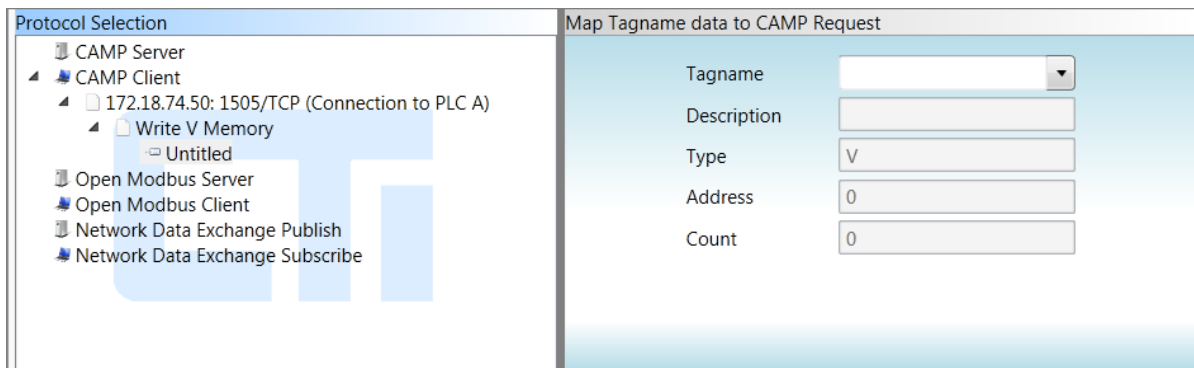 Protocol Selection
CAMP Server
CAMP Client
172.18.74.50: 1505/TCP (Connection to PLC A)
Write V Memory
Untitled
Open Modbus Server
Open Modbus Client
Network Data Exchange Publish
Network Data Exchange Subscribe
CTi
Map Tagname data to CAMP Request
Tagname
Description
Type V
Address 0
Count 0